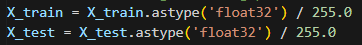 X_train = X_train.astype('float32') / 255.0
X_test = X_test.astype('float32') / 255.0